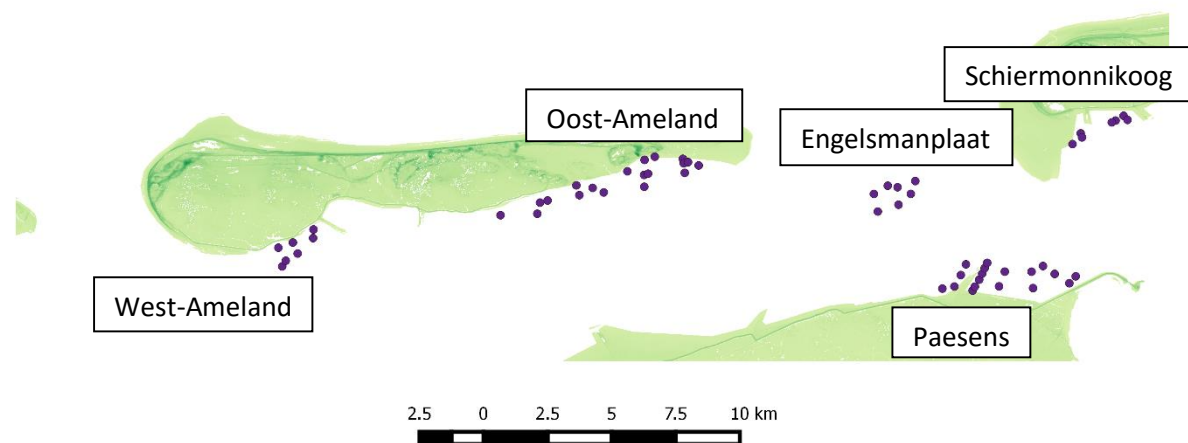 Schiermonnikoog
Oost-Ameland
Engelsmanplaat
West-Ameland
Paesens
2.5 0 2.5 5 7.5 10 km